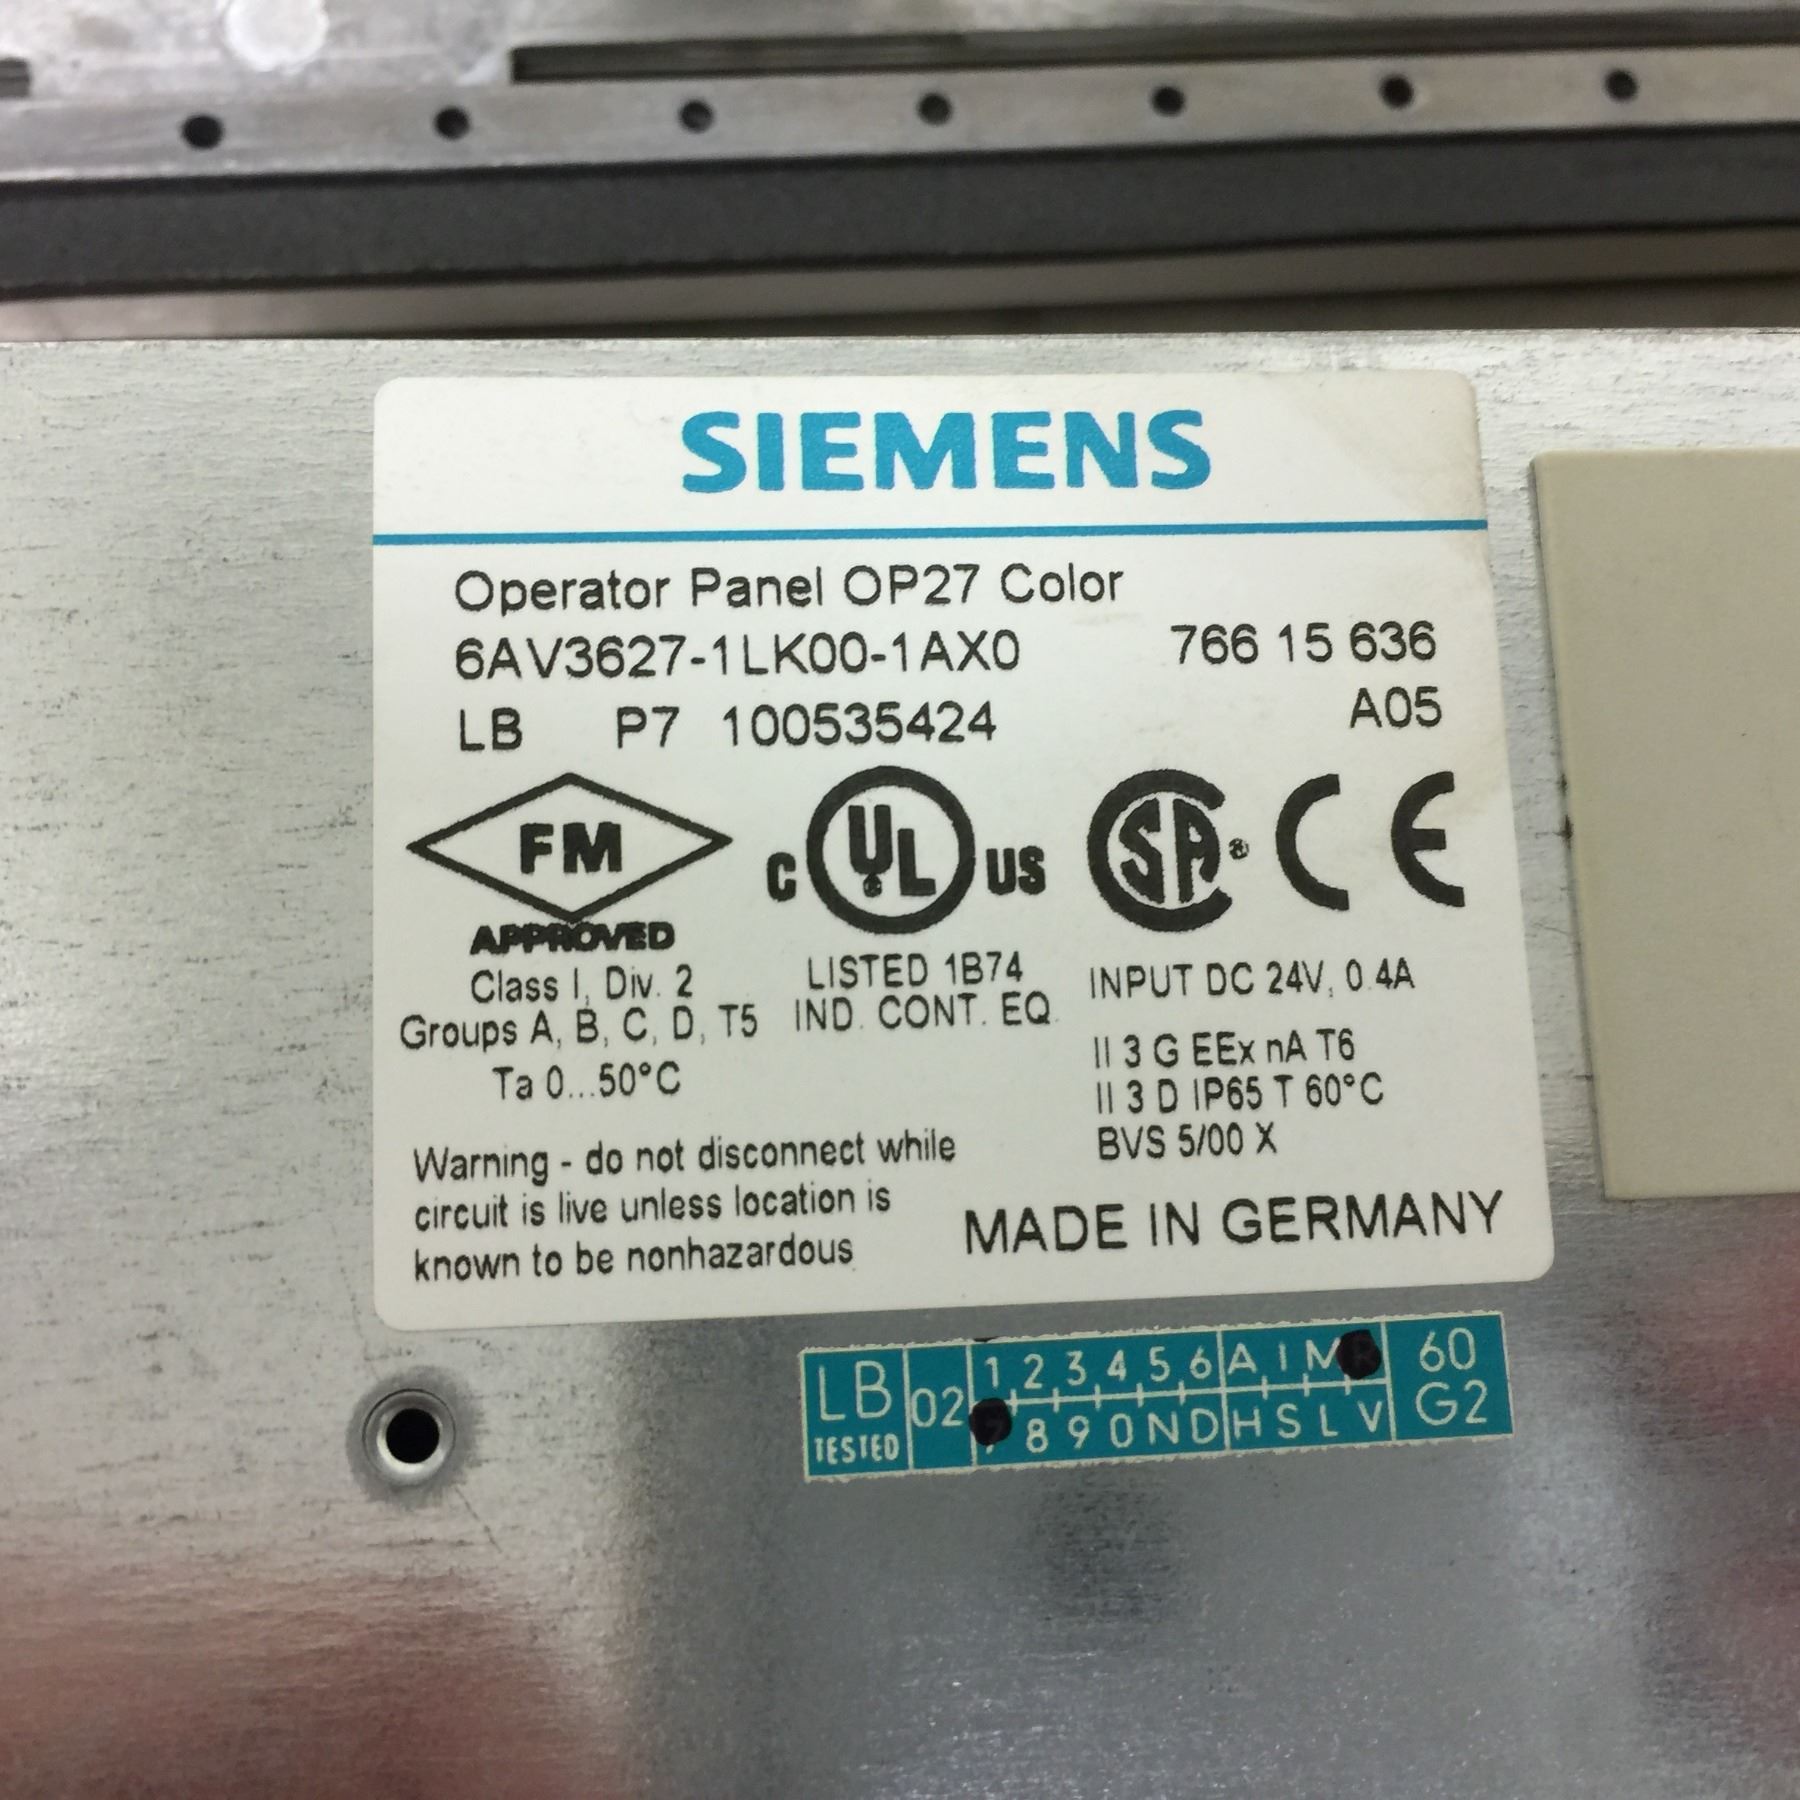 SIEMENS
Operator Panel OP27 Color
6AV3627-1LK00-1AX0 766 15 636
LB P7 100535424 A05
FM
APPROVED
C UL US
SA
CE
Class I, Div. 2
Groups A, B, C, D, T5
Ta 0...50°C
LISTED 1B74
IND. CONT. EQ.
INPUT DC 24V, 0.4A
II 3 G EEx nA T6
II 3 D IP65 T 60°C
BVS 5/00 X
Warning - do not disconnect while
circuit is live unless location is
known to be nonhazardous
MADE IN GERMANY
LB TESTED
02
1 2 3 4 5 6 A I M
8 9 0 N D H S L V
60
G2